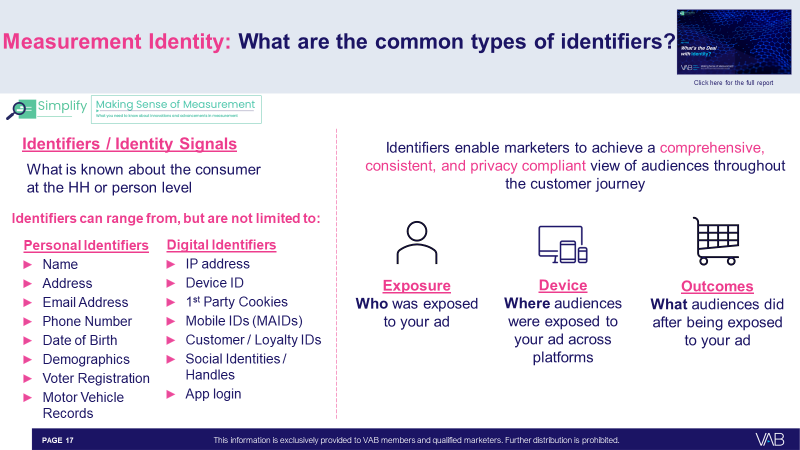 Measurement Identity: What are the common types of identifiers?
What's the Deal
with Identity?
VAB
Click here for the full report
Simplify
Making Sense of Measurement
What you need to know about innovations and enhancements in measurement
Identifiers / Identity Signals
What is known about the consumer
at the HH or person level
Identifiers can range from, but are not limited to:
Personal Identifiers
► Name
► Address
► Email Address
► Phone Number
► Date of Birth
► Demographics
► Voter Registration
► Motor Vehicle
Records
Digital Identifiers
► IP address
► Device ID
► 1st Party Cookies
► Mobile IDs (MAIDs)
► Customer / Loyalty IDs
► Social Identities /
Handles
► App login
Identifiers enable marketers to achieve a comprehensive,
consistent, and privacy compliant view of audiences throughout
the customer journey
Exposure
Who was exposed
to your ad
Device
Where audiences
were exposed to
your ad across
platforms
Outcomes
What audiences did
after being exposed
to your ad
PAGE 17
This information is exclusively provided to VAB members and qualified marketers. Further distribution is prohibited.
VAB